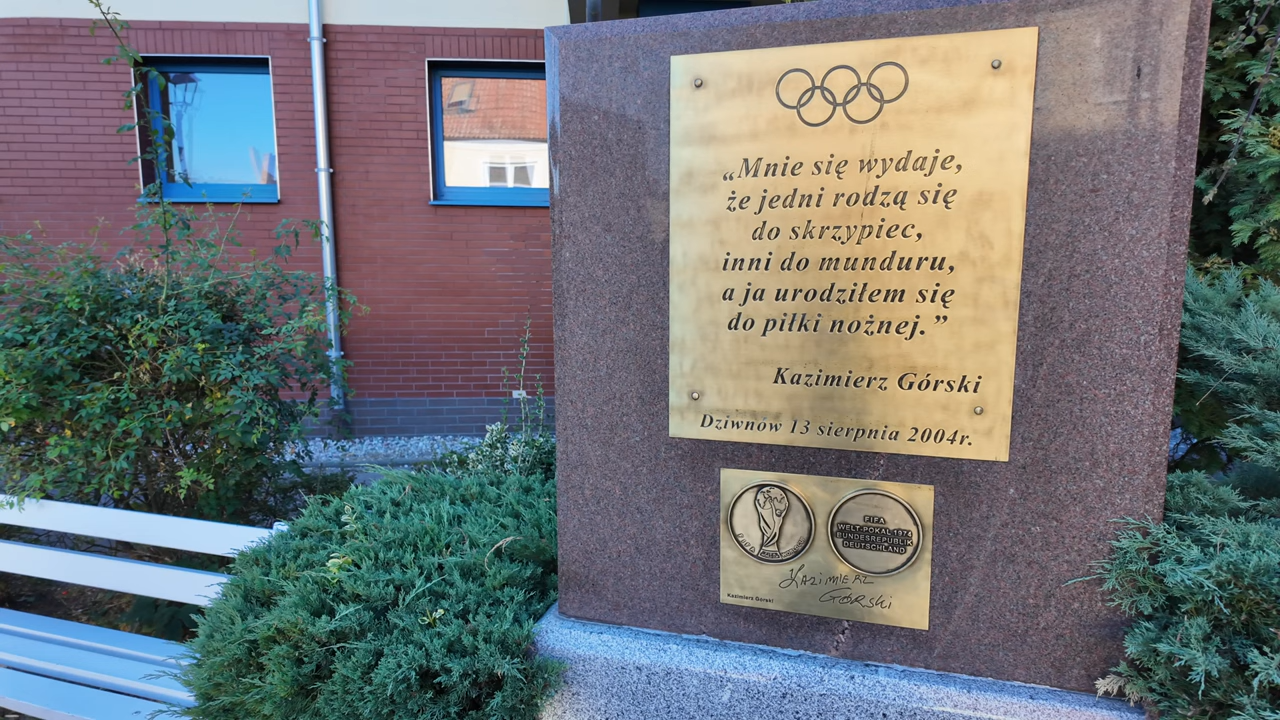 „Mnie się wydaje,
że jedni rodzą się
do skrzypiec,
inni do munduru,
a ja urodziłem się
do piłki nożnej.”
Kazimierz Górski
Dziwnów 13 sierpnia 2004r.
FIFA
WELT-POKAL 1974
BUNDESREPUBLIK
DEUTSCHLAND
KAZIMIERZ
GÓRSKI
Kazimierz Górski